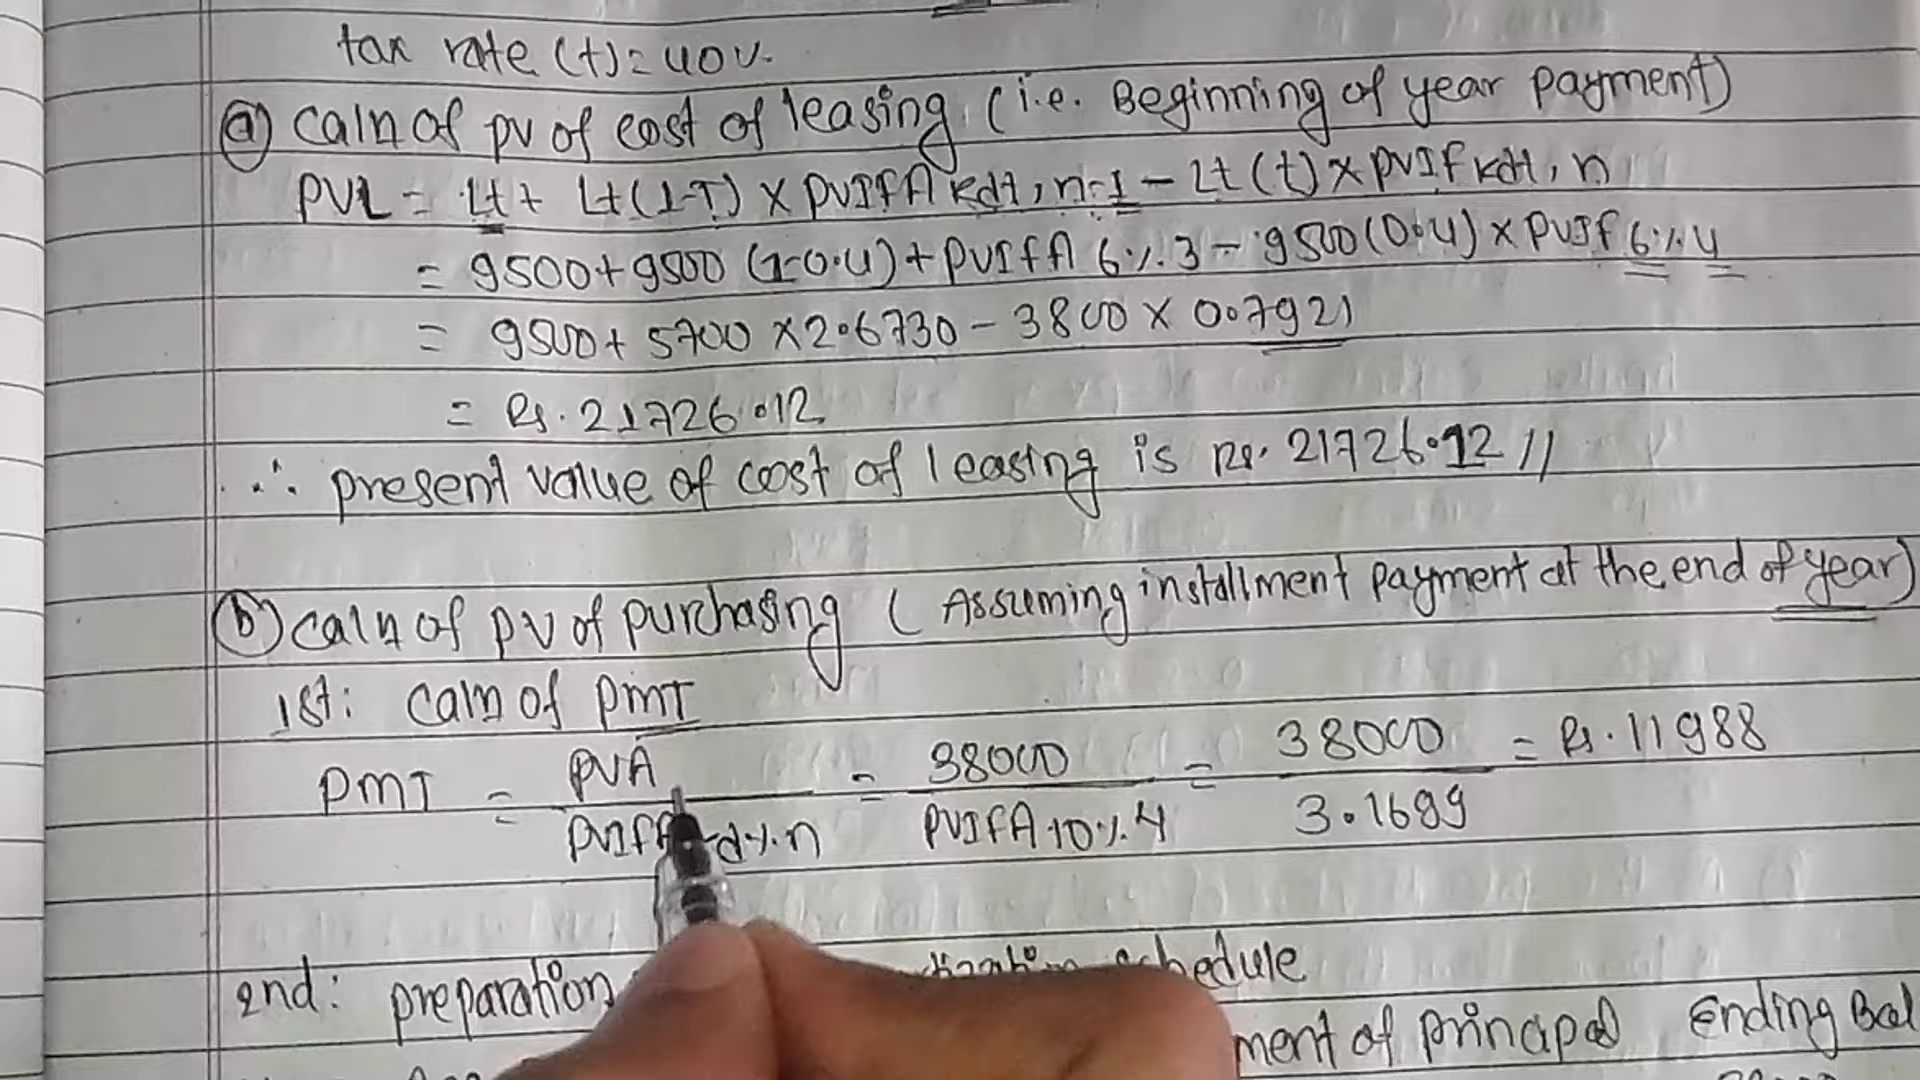 tax rate (t)=40%.
(a) caln of pv of cost of leasing (i.e. Beginning of year payment)
PVL = Lt + Lt(1-T) x PVIFA kdt, n-1 - Lt(t) x PVIF kdt, n
= 9500+9500 (1-0.4)+PVIFA 6%.3 - 9500(0.4) x PVIF 6%.4
= 9500+ 5700 x2.6730 - 3800 x 0.7921
= Rs. 21726.12
∴ present value of cost of leasing is Rs. 21726.12 //
(b) caln of PV of purchasing ( Assuming installment payment at the end of year)
1st: caln of PMT
PMT = PVA / PVIFA d%.n = 38000 / PVIFA 10%.4 = 38000 / 3.1699 = Rs. 11988
2nd: preparation schedule
ment of principal Ending Bal